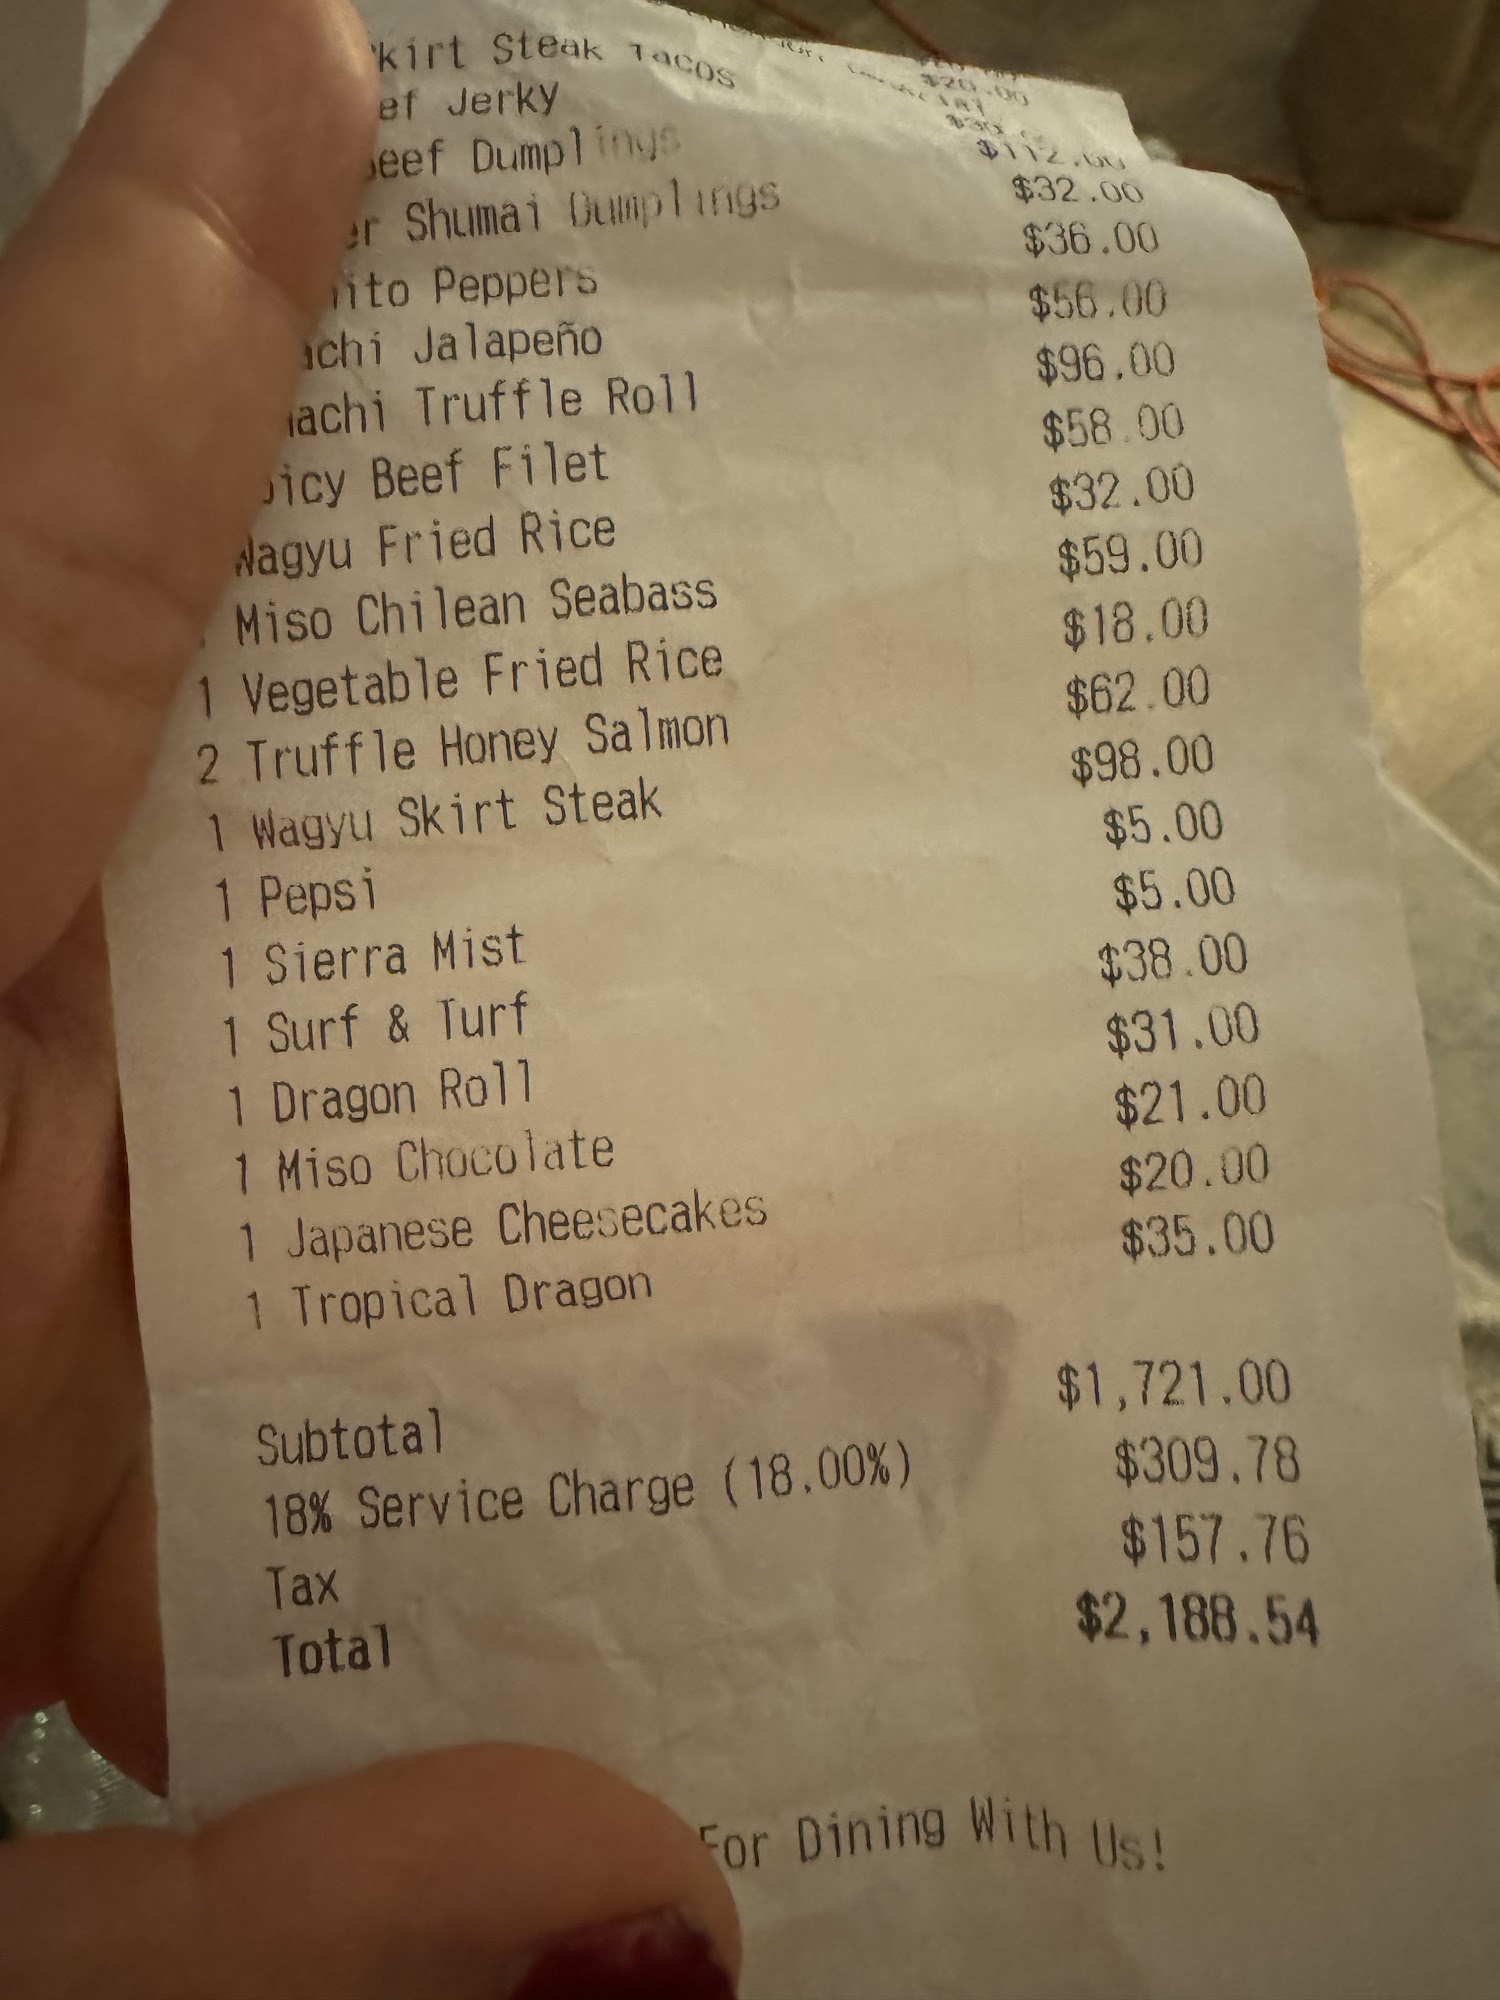 kirt Steak Tacos
ef Jerky
eef Dumplings $112.00
er Shumai Dumplings $32.00
ito Peppers $36.00
achi Jalapeño $56.00
achi Truffle Roll $96.00
icy Beef Filet $58.00
Wagyu Fried Rice $32.00
Miso Chilean Seabass $59.00
1 Vegetable Fried Rice $18.00
2 Truffle Honey Salmon $62.00
1 Wagyu Skirt Steak $98.00
1 Pepsi $5.00
1 Sierra Mist $5.00
1 Surf & Turf $38.00
1 Dragon Roll $31.00
1 Miso Chocolate $21.00
1 Japanese Cheesecakes $20.00
1 Tropical Dragon $35.00
Subtotal $1,721.00
18% Service Charge (18.00%) $309.78
Tax $157.76
Total $2,188.54
For Dining With Us!